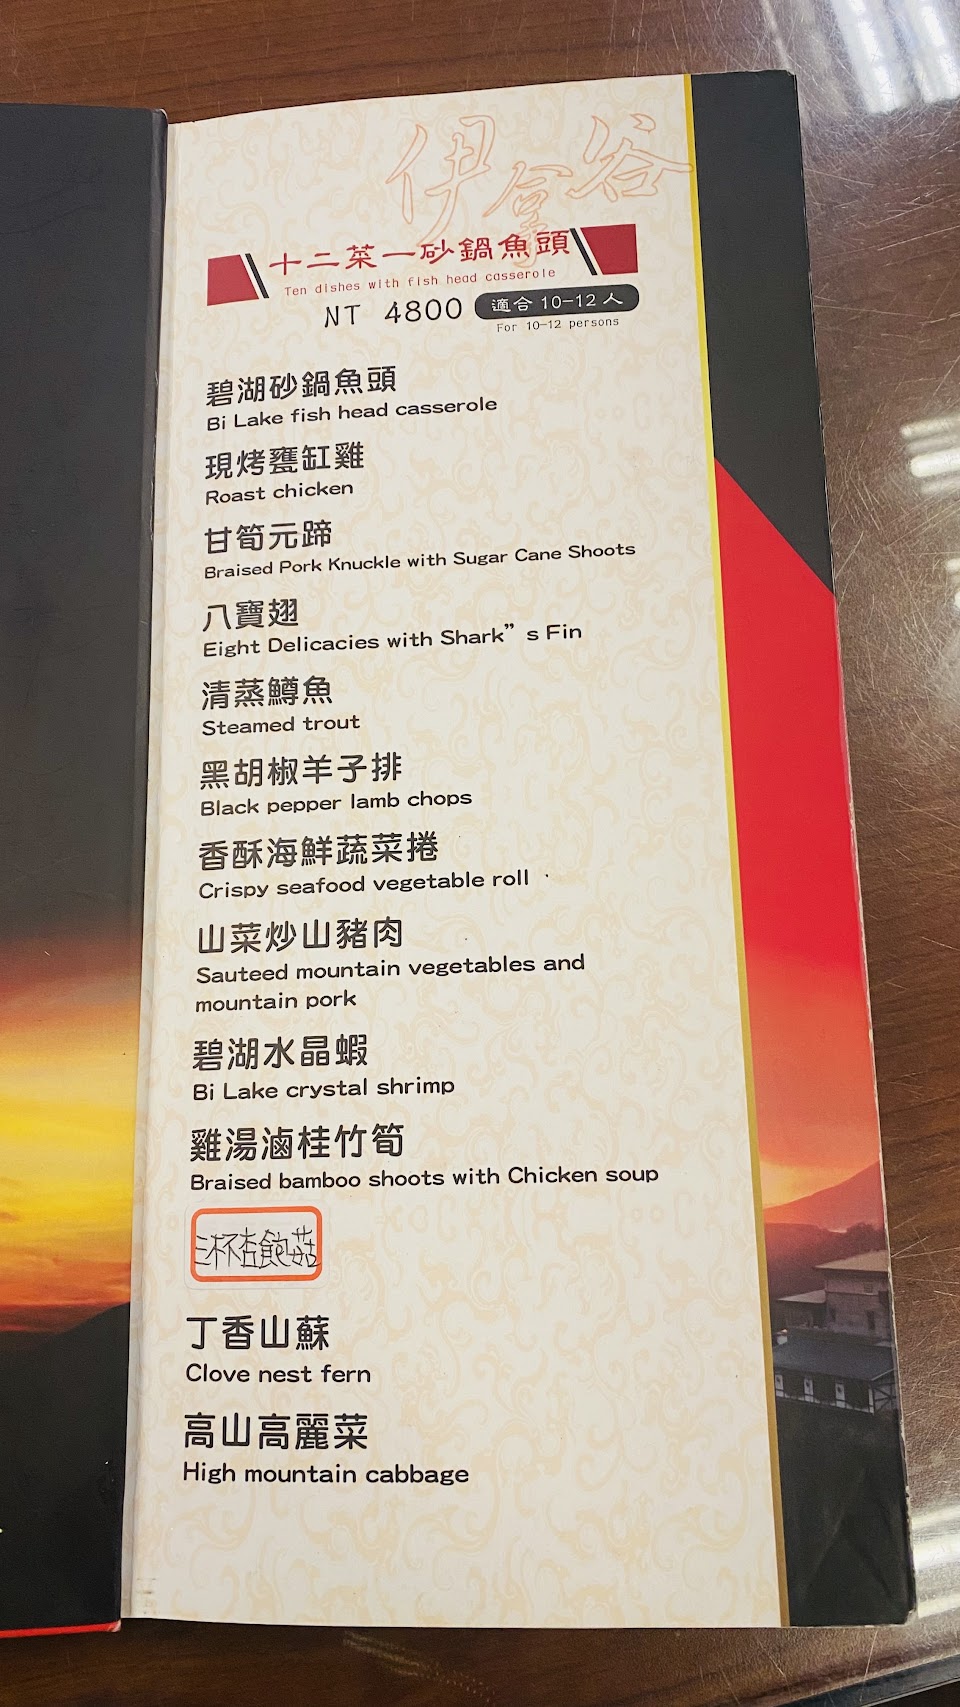 伊拿谷
十二菜一砂鍋魚頭
Ten dishes with fish head casserole
NT 4800 適合10-12人
For 10-12 persons
碧湖砂鍋魚頭
Bi Lake fish head casserole
現烤甕缸雞
Roast chicken
甘筍元蹄
Braised Pork Knuckle with Sugar Cane Shoots
八寶翅
Eight Delicacies with Shark”s Fin
清蒸鱒魚
Steamed trout
黑胡椒羊子排
Black pepper lamb chops
香酥海鮮蔬菜捲
Crispy seafood vegetable roll
山菜炒山豬肉
Sauteed mountain vegetables and
mountain pork
碧湖水晶蝦
Bi Lake crystal shrimp
雞湯滷桂竹筍
Braised bamboo shoots with Chicken soup
三杯杏飽菇
丁香山蘇
Clove nest fern
高山高麗菜
High mountain cabbage